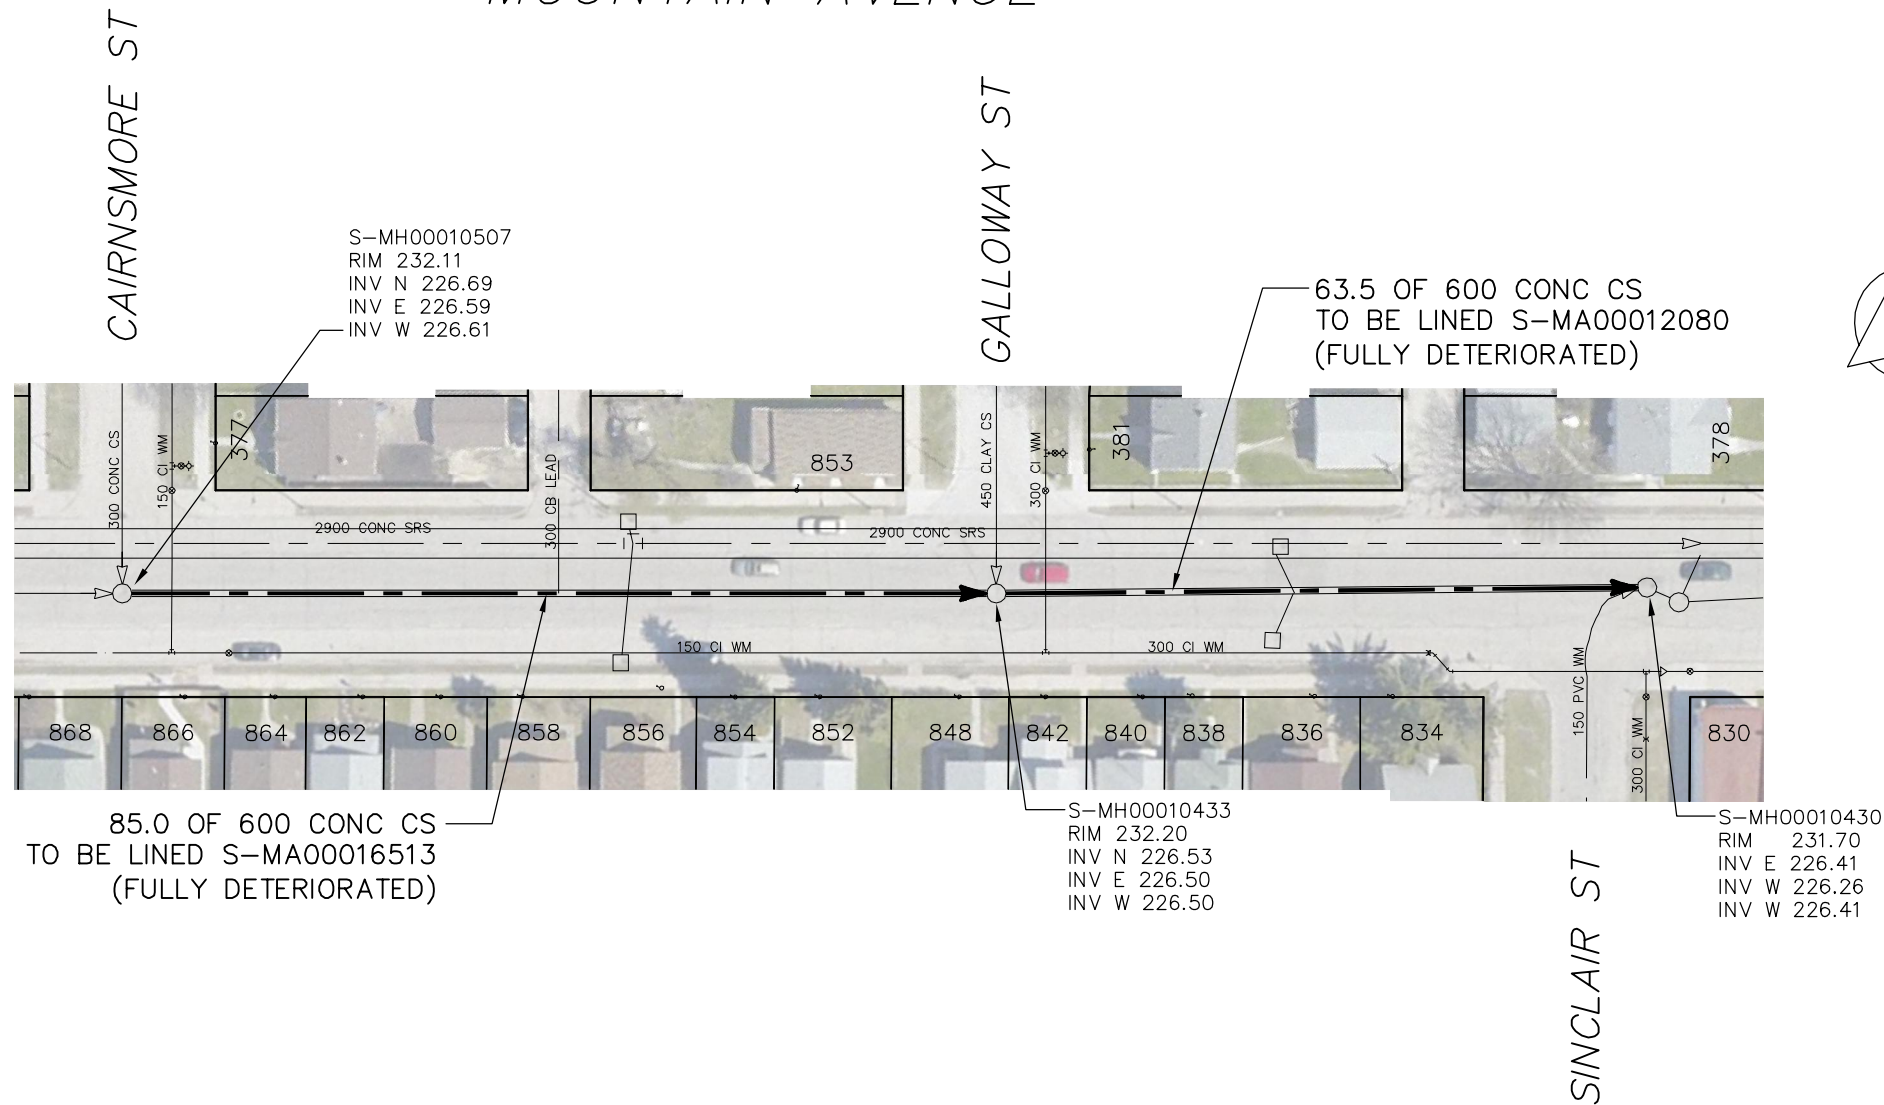 MOUNTAIN AVENUE
CAIRNSMORE ST
GALLOWAY ST
S-MH00010507
RIM 232.11
INV N 226.69
INV E 226.59
INV W 226.61
63.5 OF 600 CONC CS
TO BE LINED S-MA00012080
(FULLY DETERIORATED)
300 CONC CS
150 CI WM
377
300 CB LEAD
853
450 CLAY CS
300 CI WM
381
378
2900 CONC SRS
2900 CONC SRS
150 CI WM
300 CI WM
150 PVC WM
300 CI WM
868
866
864
862
860
858
856
854
852
848
842
840
838
836
834
830
85.0 OF 600 CONC CS
TO BE LINED S-MA00016513
(FULLY DETERIORATED)
S-MH00010433
RIM 232.20
INV N 226.53
INV E 226.50
INV W 226.50
S-MH00010430
RIM 231.70
INV E 226.41
INV W 226.26
INV W 226.41
SINCLAIR ST